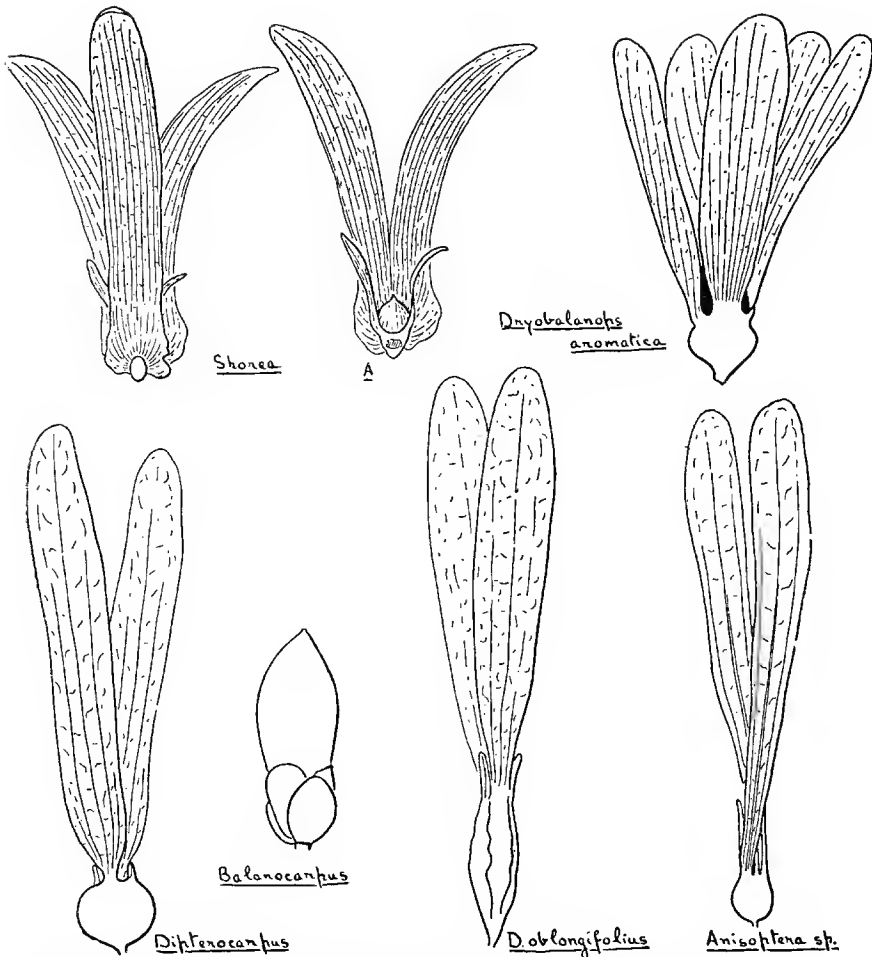 Shorea
A
Dryobalanops
aromatica
Balanocarpus
Dipterocarpus
D. oblongifolius
Anisoptera sp.